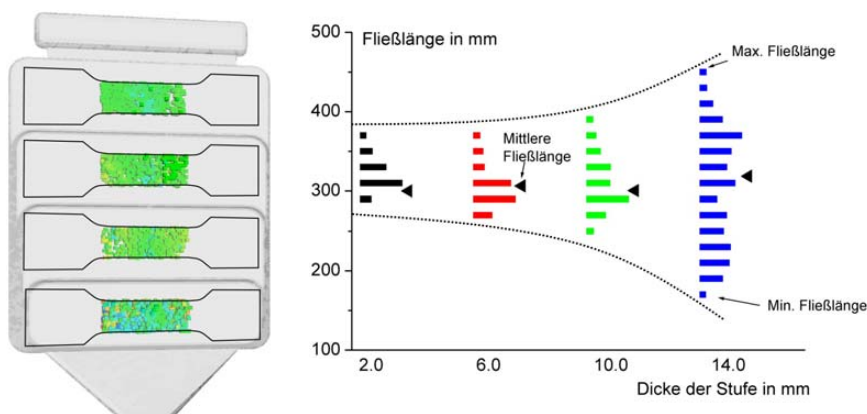 Fließlänge in mm
500
400
300
200
100
Max. Fließlänge
Mittlere
Fließlänge
Min. Fließlänge
2.0
6.0
10.0
14.0
Dicke der Stufe in mm